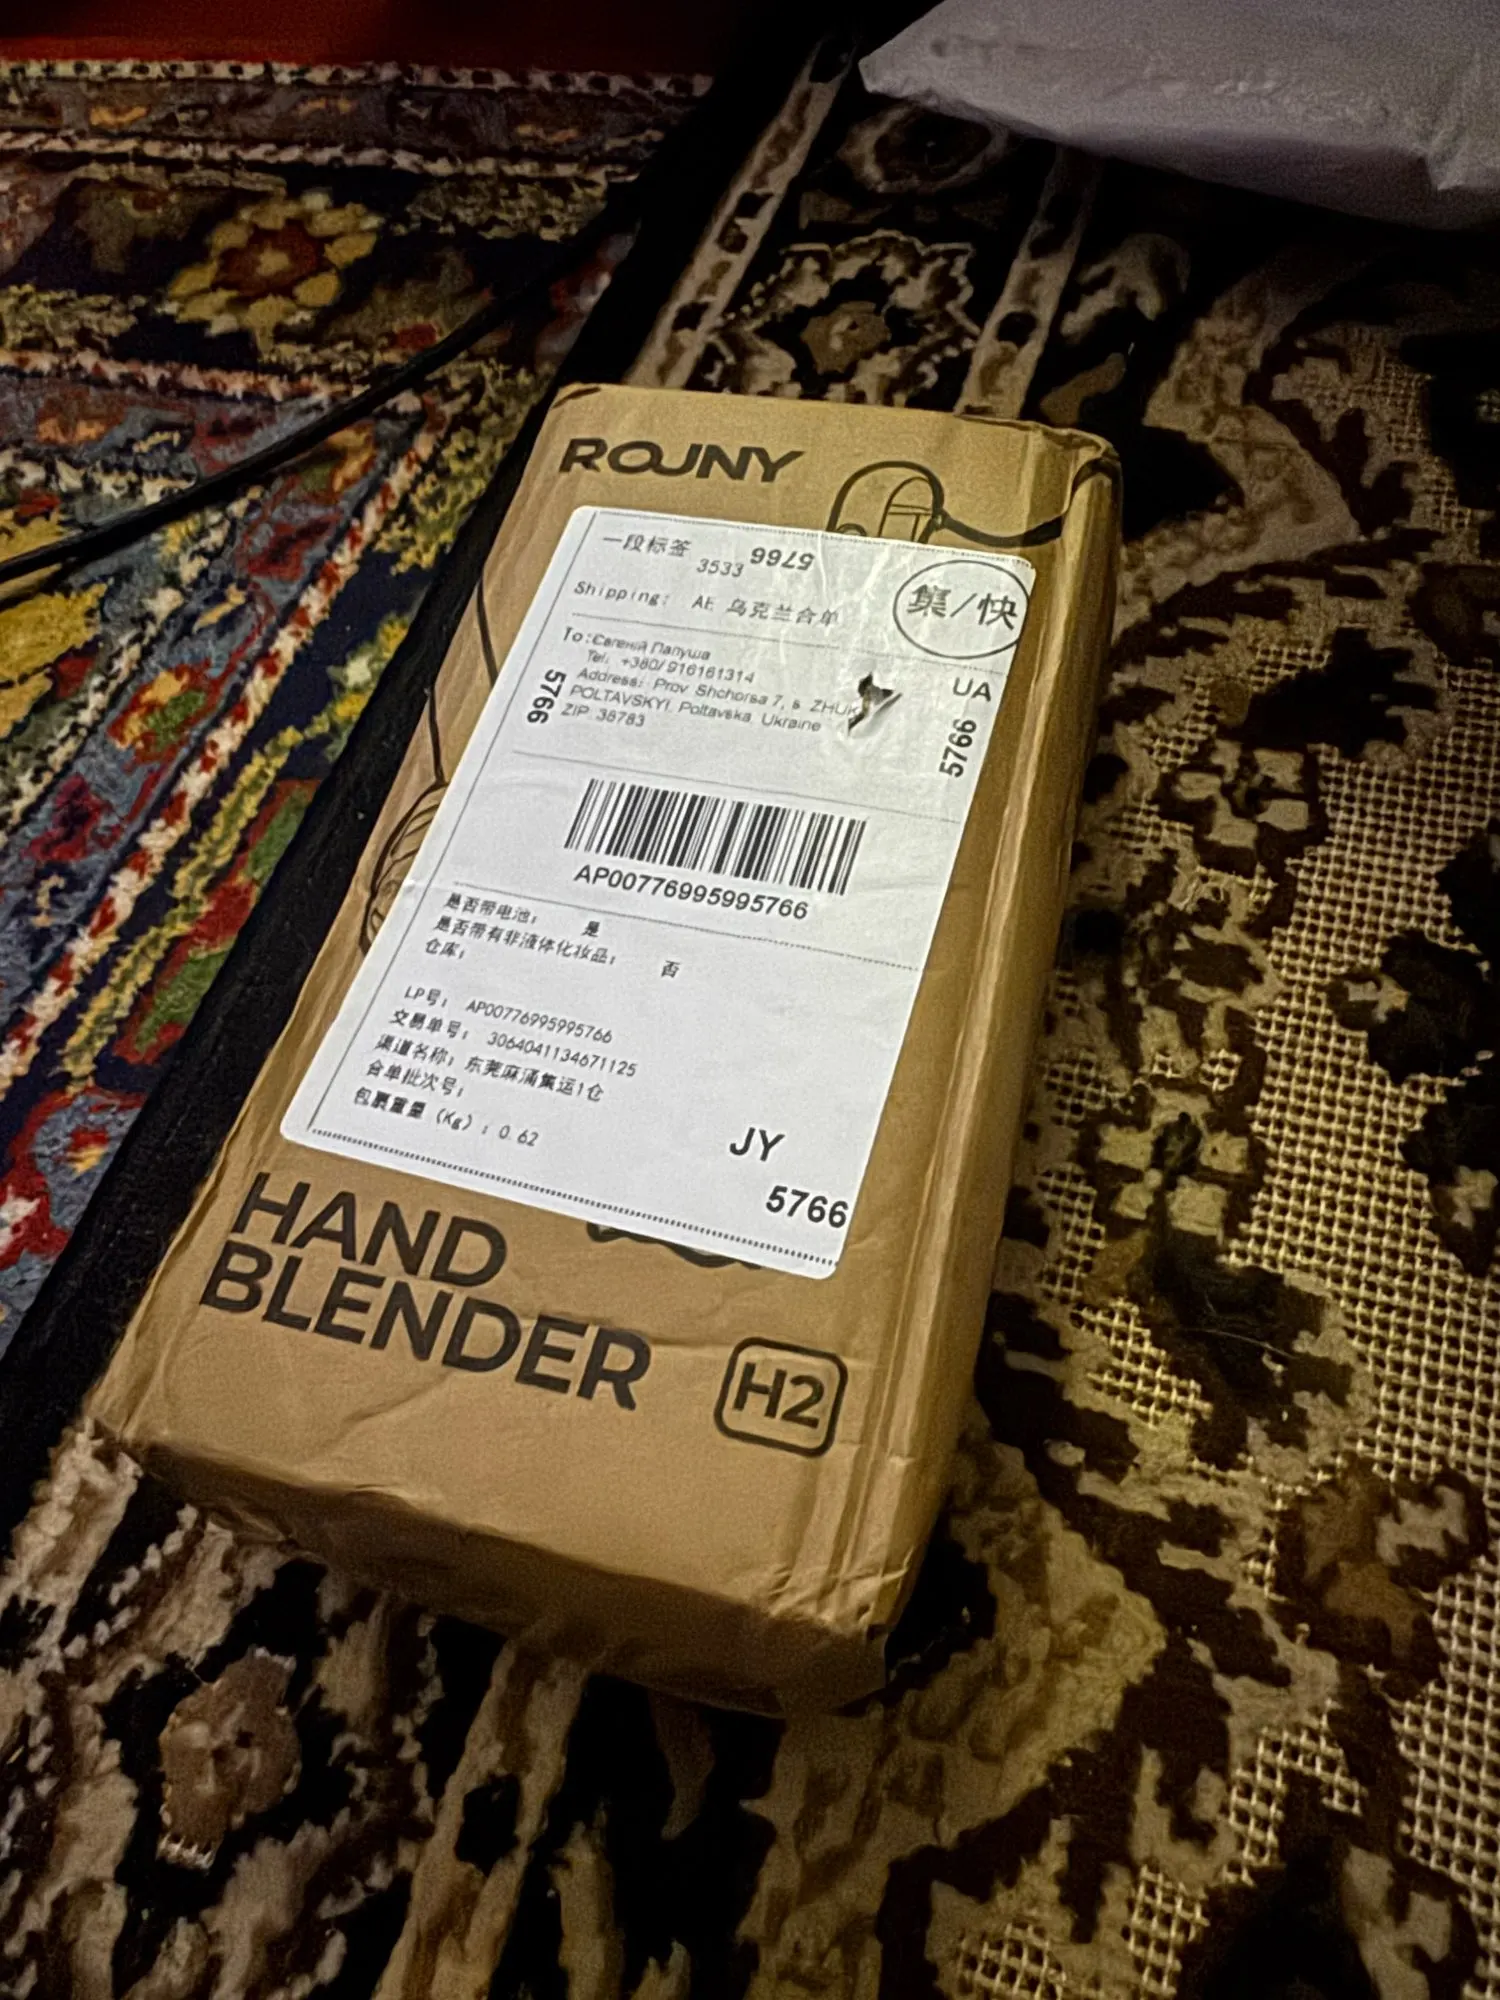 ROJNY
一段标签 3533 5766
集/快
Shipping: AE 乌克兰合单
To: Євгеній Папуша
Tel: +380/916161314
UA
Address: Prov Shchorsa 7, s. ZHUK
POLTAVSKYI, Poltavska, Ukraine
ZIP: 38783
5766
5766
AP00776995995766
是否带电池: 是
是否带有非液体化妆品: 否
仓库:
LP号: AP00776995995766
交易单号: 3064041134671125
渠道名称: 东莞麻涌集运1仓
合单批次号:
包裹重量 (Kg): 0.62
JY
5766
HAND
BLENDER
H2